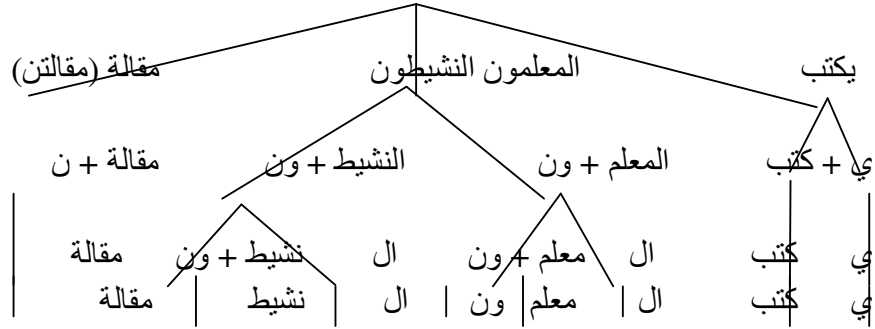 يكتب المعلمون النشيطون مقالة (مقالتن)
ي + كتب المعلم + ون النشيط + ون مقالة + ن
ي كتب ال معلم + ون ال نشيط + ون مقالة
ي كتب ال | معلم | ون | ال نشيط مقالة